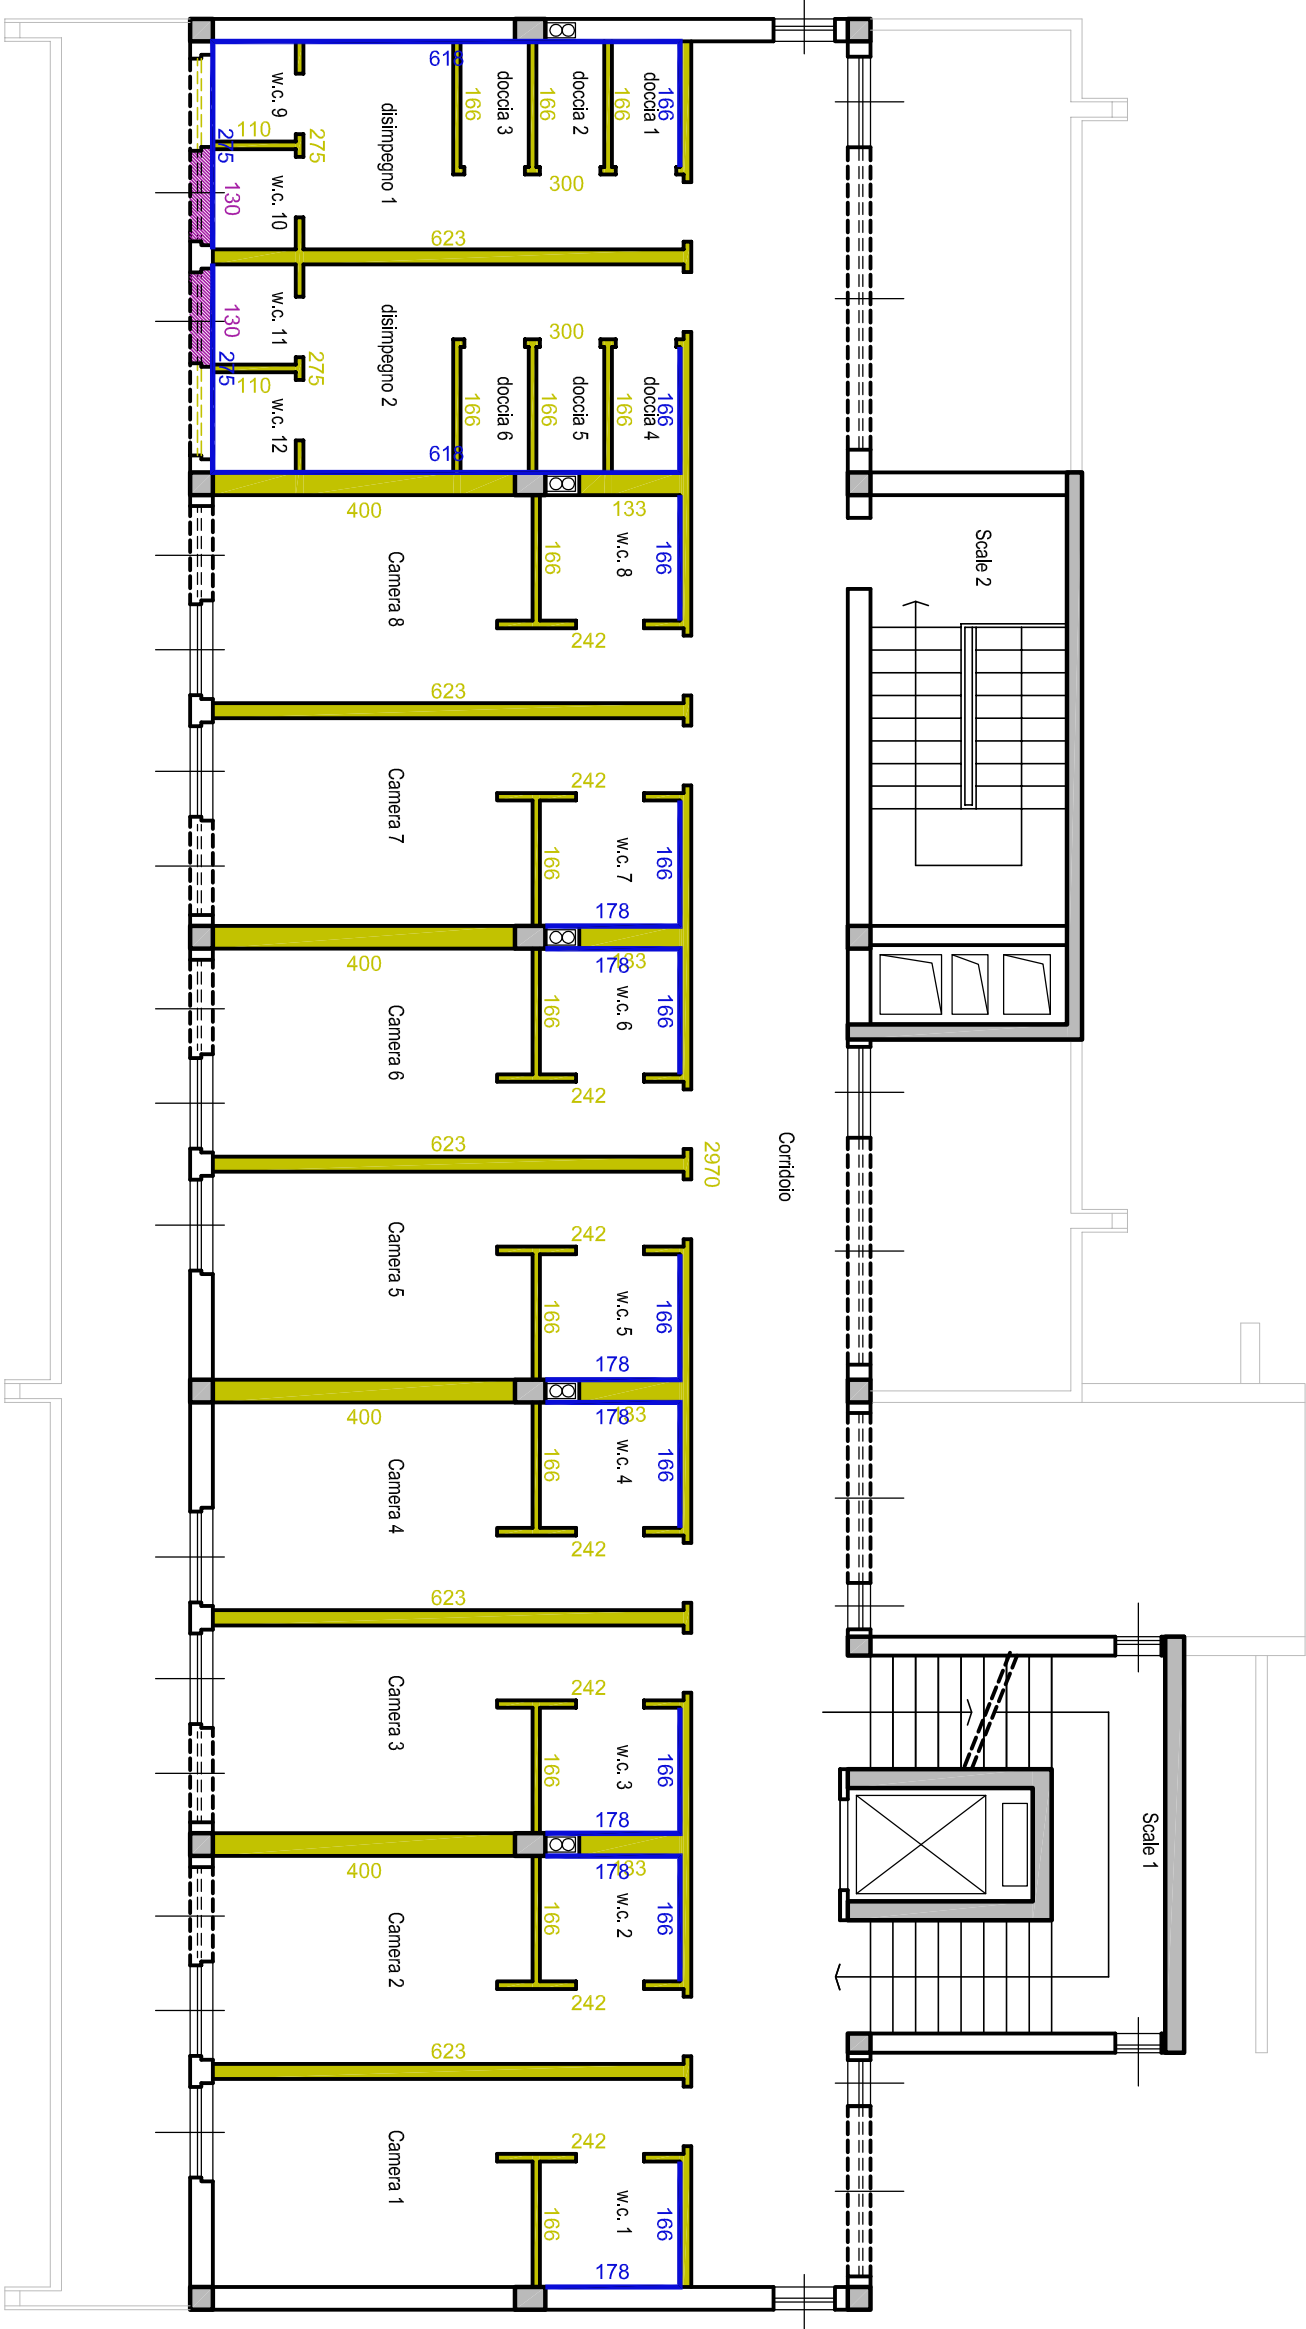 618
166
doccia 1
166
doccia 2
166
doccia 3
166
w.c. 9
disimpegno 1
110
275
275
300
w.c. 10
130
623
w.c. 11
130
disimpegno 2
300
275
275
110
w.c. 12
166
doccia 6
166
doccia 5
166
doccia 4
166
618
400
133
Camera 8
166
w.c. 8
166
Scale 2
242
623
242
Camera 7
166
w.c. 7
166
178
400
178
133
Camera 6
166
w.c. 6
166
242
623
2970
Corridoio
242
Camera 5
166
w.c. 5
166
178
400
178
133
Camera 4
166
w.c. 4
166
242
623
242
Camera 3
166
w.c. 3
166
178
Scale 1
400
178
133
Camera 2
166
w.c. 2
166
242
623
242
Camera 1
166
w.c. 1
166
178